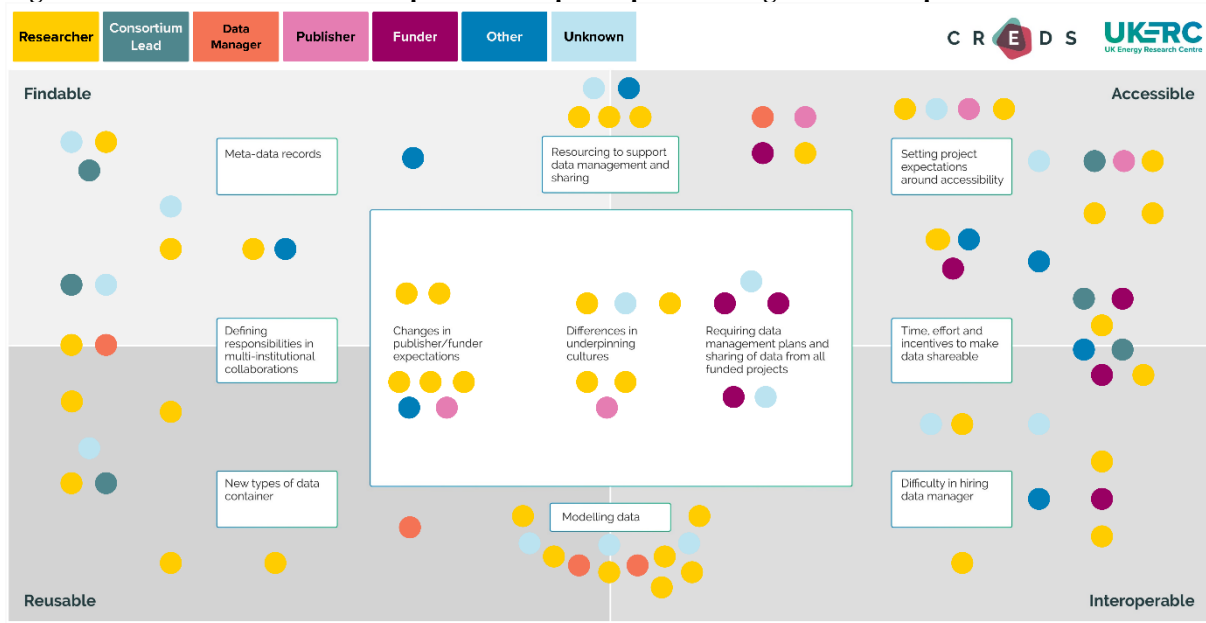 Researcher
Consortium
Lead
Data
Manager
Publisher
Funder
Other
Unknown
C R E D S
UKERC
UK Energy Research Centre
Findable
Accessible
Meta-data records
Resourcing to support
data management and
sharing
Setting project
expectations
around accessibility
Defining
responsibilities in
multi-institutional
collaborations
Changes in
publisher/funder
expectations
Differences in
underpinning
cultures
Requiring data
management plans and
sharing of data from all
funded projects
Time, effort and
incentives to make
data shareable
New types of data
container
Modelling data
Difficulty in hiring
data manager
Reusable
Interoperable